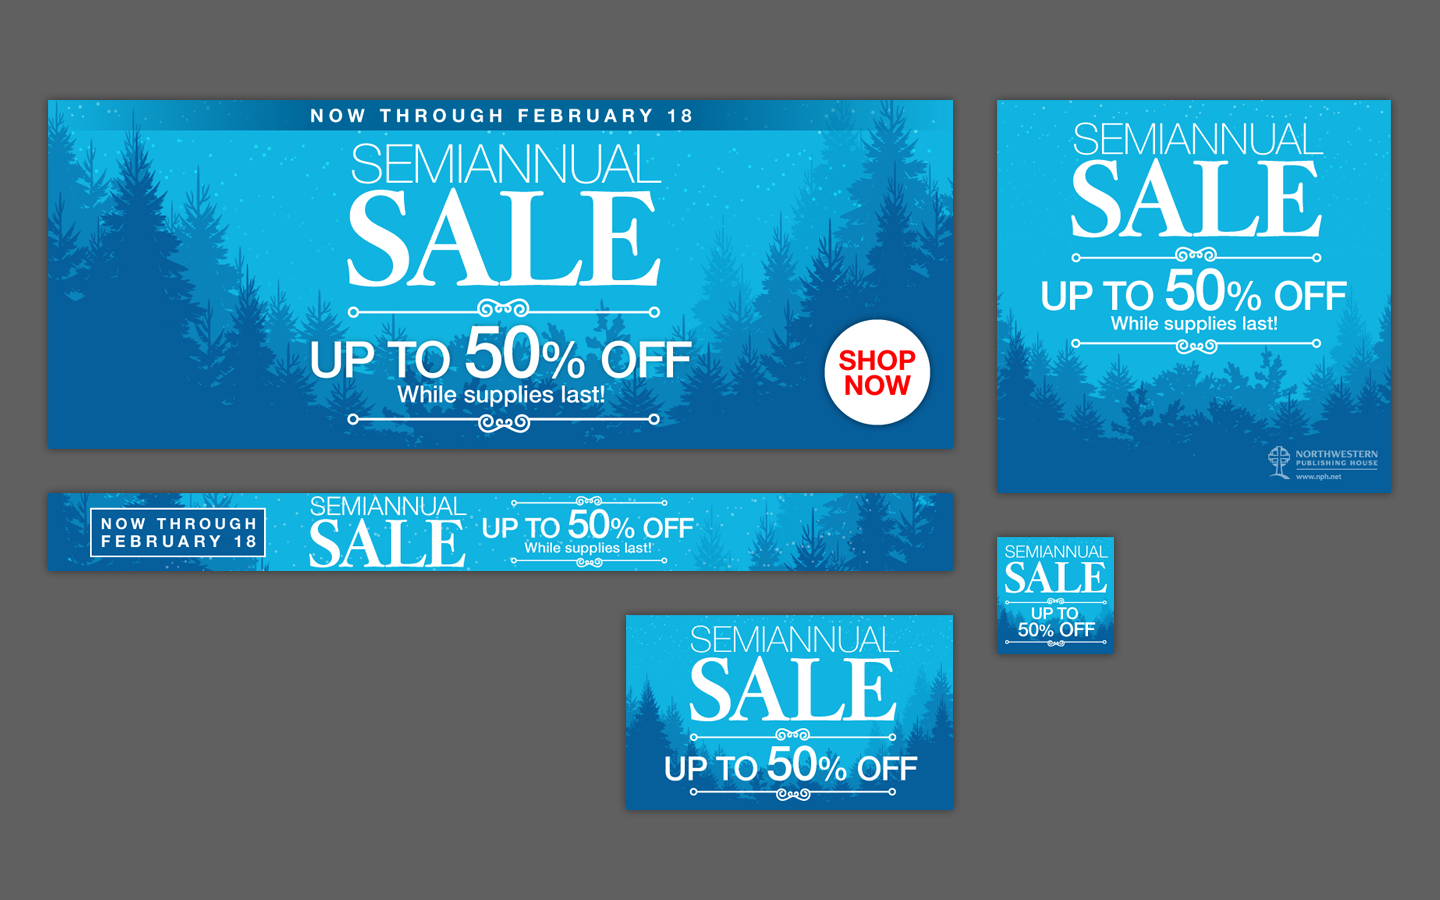 NOW THROUGH FEBRUARY 18
SEMIANNUAL
SALE
UP TO 50% OFF
While supplies last!
SHOP
NOW
SEMIANNUAL
SALE
UP TO 50% OFF
While supplies last!
NORTHWESTERN
PUBLISHING HOUSE
www.nph.net
NOW THROUGH
FEBRUARY 18
SEMIANNUAL
SALE
UP TO 50% OFF
While supplies last!
SEMIANNUAL
SALE
UP TO
50% OFF
SEMIANNUAL
SALE
UP TO 50% OFF